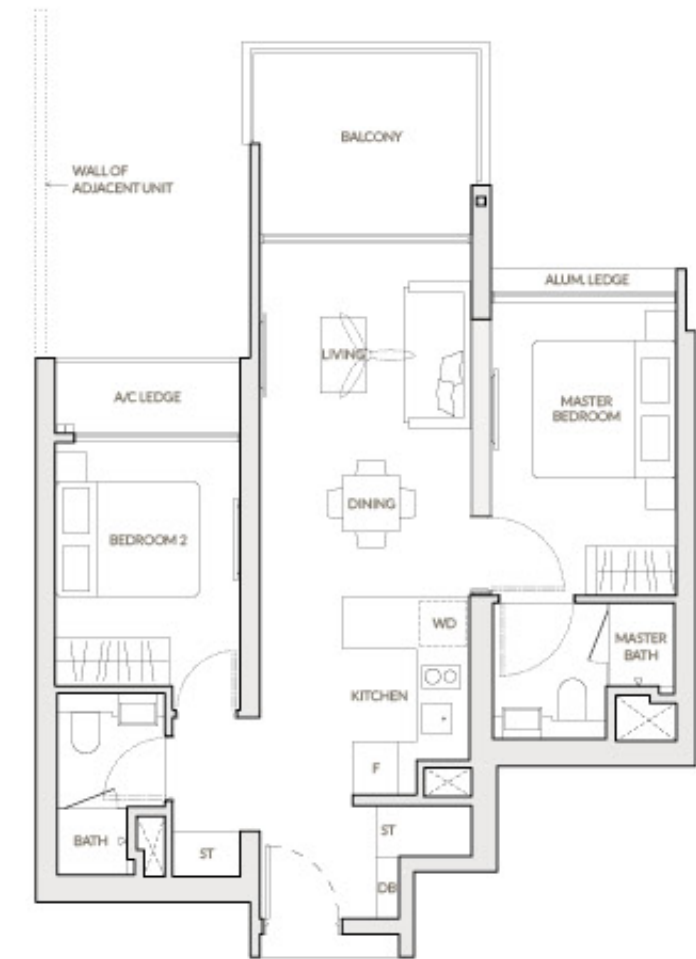 BALCONY
WALL OF
ADJACENT UNIT
ALUM. LEDGE
LIVING
A/C LEDGE
MASTER
BEDROOM
DINING
BEDROOM 2
WD
MASTER
BATH
KITCHEN
F
ST
BATH
ST
DB